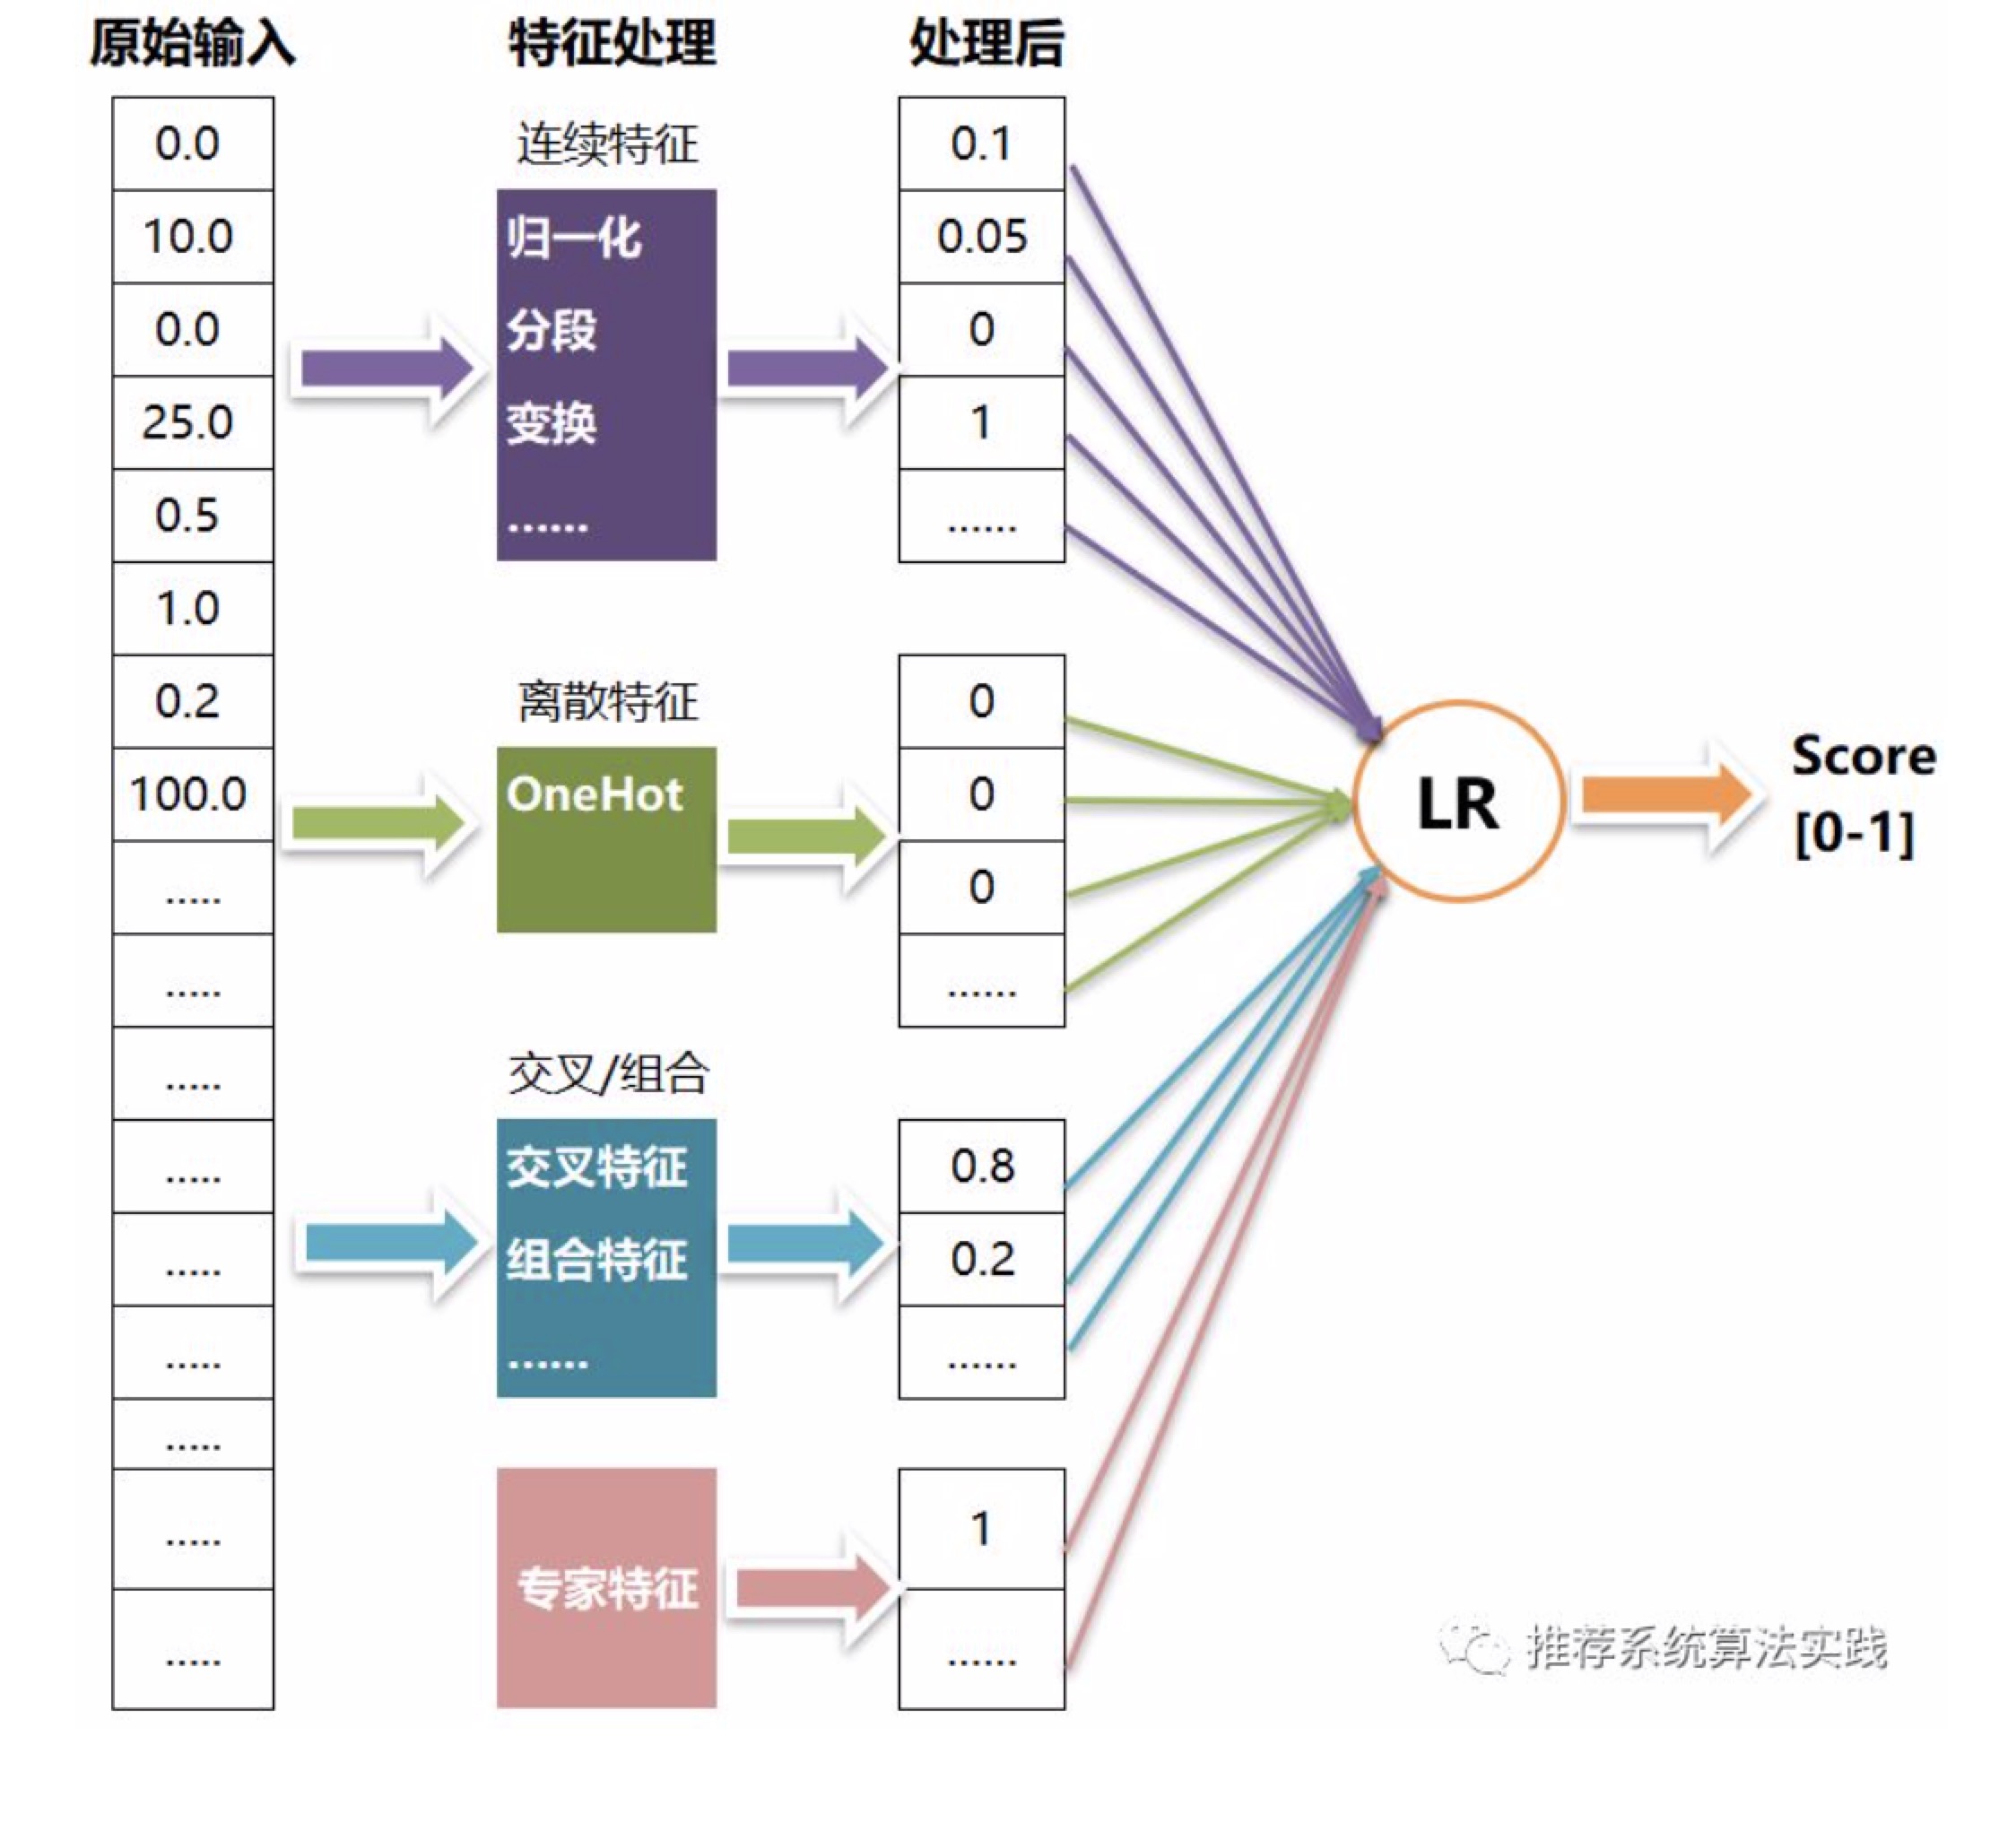 原始输入
特征处理
处理后
0.0
10.0
0.0
25.0
0.5
1.0
0.2
100.0
.....
.....
.....
.....
.....
.....
.....
.....
.....
连续特征
归一化
分段
变换
......
离散特征
OneHot
交叉/组合
交叉特征
组合特征
......
专家特征
0.1
0.05
0
1
......
0
0
0
......
0.8
0.2
......
1
......
LR
Score
[0-1]
推荐系统算法实践